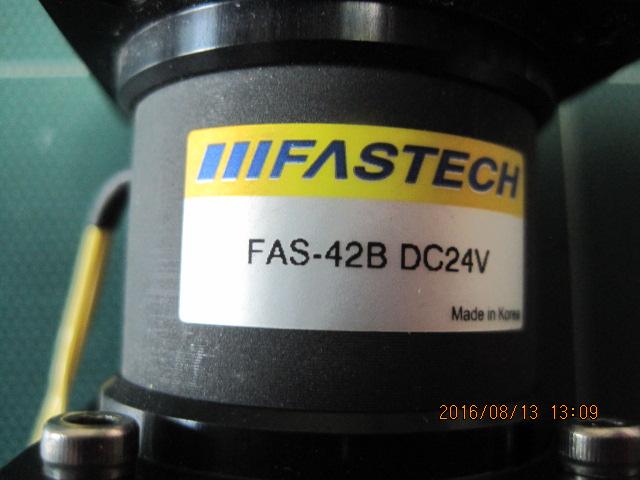 FASTECH
FAS-42B DC24V
Made in Korea
2016/08/13 13:09